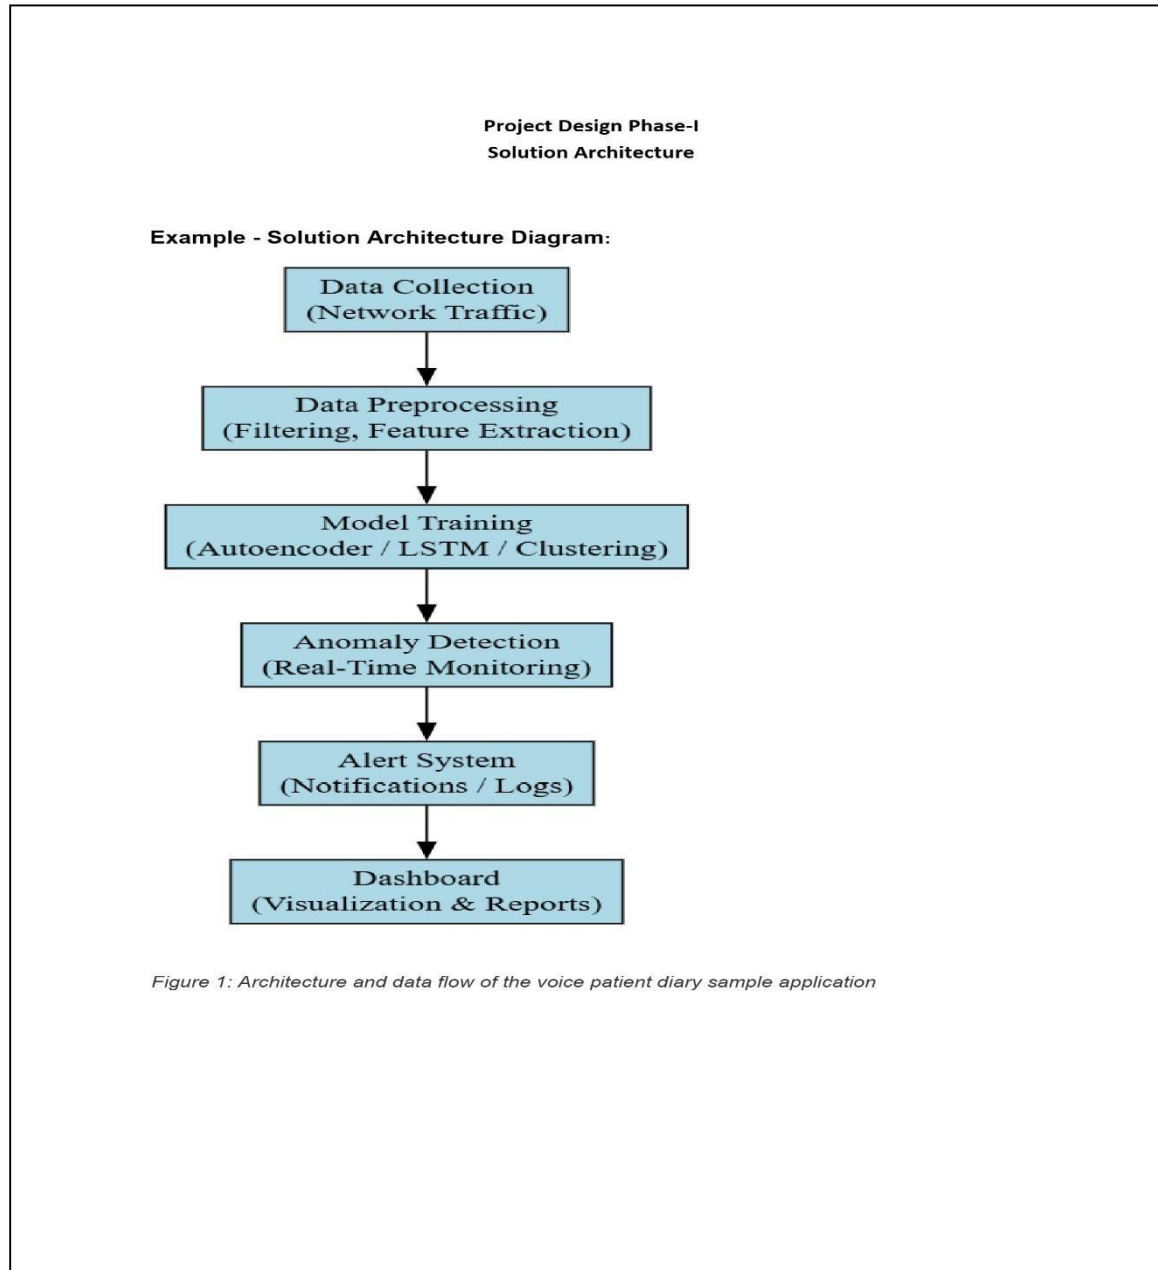 Project Design Phase-I
Solution Architecture
Example - Solution Architecture Diagram:
Data Collection
(Network Traffic)
Data Preprocessing
(Filtering, Feature Extraction)
Model Training
(Autoencoder / LSTM / Clustering)
Anomaly Detection
(Real-Time Monitoring)
Alert System
(Notifications / Logs)
Dashboard
(Visualization & Reports)
Figure 1: Architecture and data flow of the voice patient diary sample application